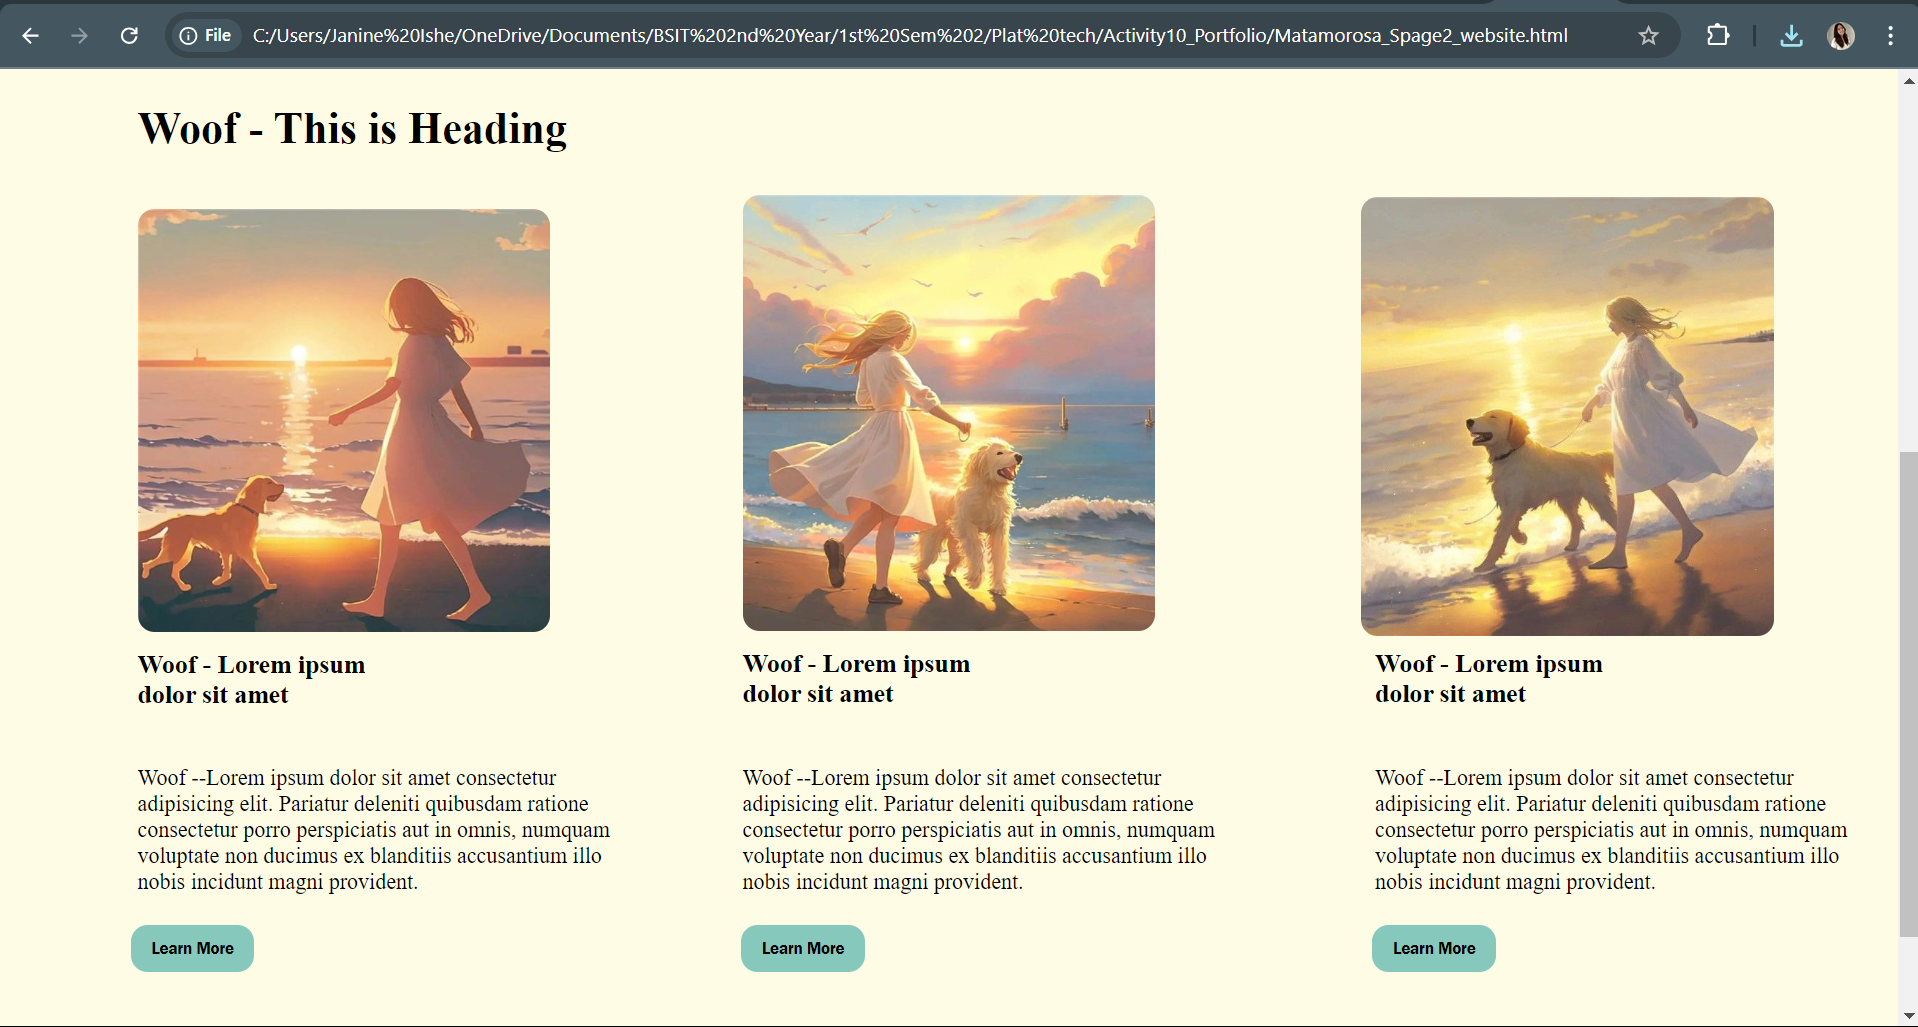 File C:/Users/Janine%20Ishe/OneDrive/Documents/BSIT%202nd%20Year/1st%20Sem%202/Plat%20tech/Activity10_Portfolio/Matamorosa_Spage2_website.html
Woof - This is Heading
Woof - Lorem ipsum
dolor sit amet
Woof --Lorem ipsum dolor sit amet consectetur
adipisicing elit. Pariatur deleniti quibusdam ratione
consectetur porro perspiciatis aut in omnis, numquam
voluptate non ducimus ex blanditiis accusantium illo
nobis incidunt magni provident.
Learn More
Woof - Lorem ipsum
dolor sit amet
Woof --Lorem ipsum dolor sit amet consectetur
adipisicing elit. Pariatur deleniti quibusdam ratione
consectetur porro perspiciatis aut in omnis, numquam
voluptate non ducimus ex blanditiis accusantium illo
nobis incidunt magni provident.
Learn More
Woof - Lorem ipsum
dolor sit amet
Woof --Lorem ipsum dolor sit amet consectetur
adipisicing elit. Pariatur deleniti quibusdam ratione
consectetur porro perspiciatis aut in omnis, numquam
voluptate non ducimus ex blanditiis accusantium illo
nobis incidunt magni provident.
Learn More